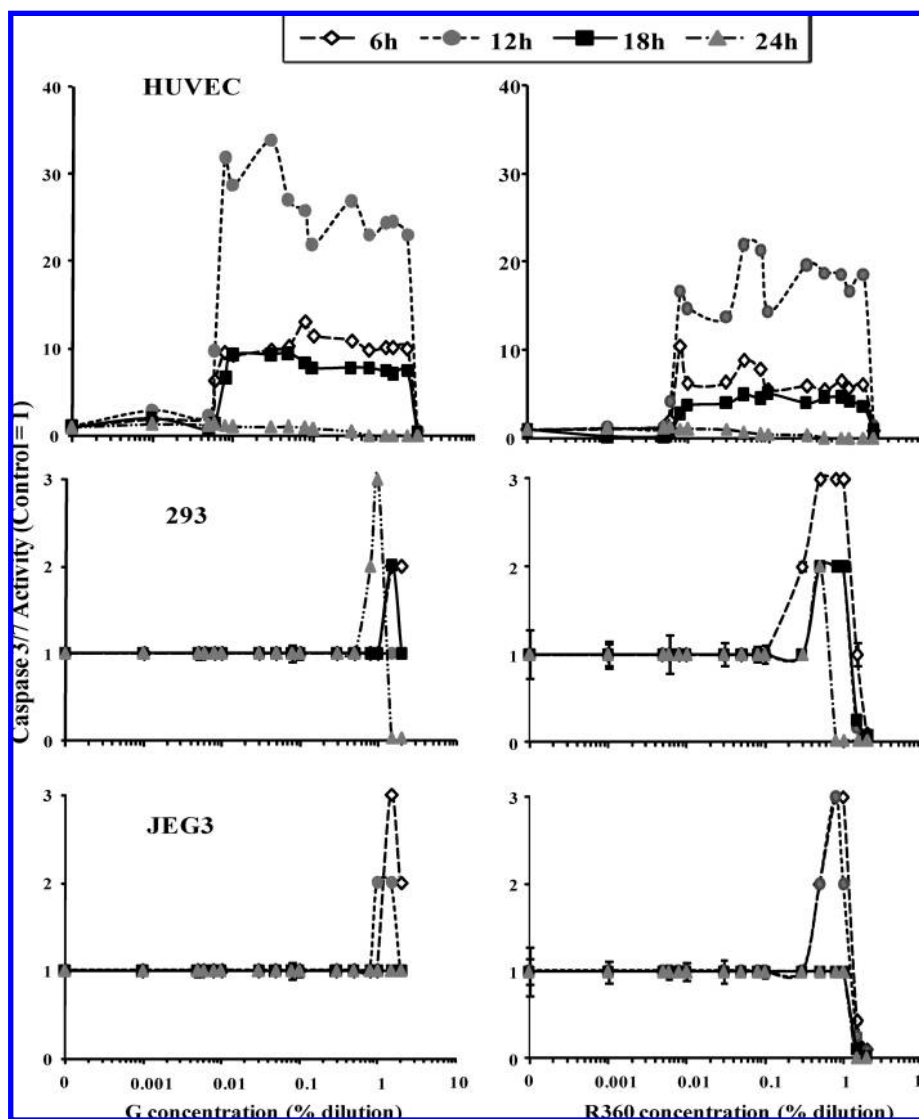 6h 12h 18h 24h
HUVEC
40 40
30 30
20 20
10 10
0 0
293
3 3
2 2
1 1
0 0
JEG3
3 3
2 2
1 1
0 0
0 0.001 0.01 0.1 1 10 0 0.001 0.01 0.1 1
G concentration (% dilution) R360 concentration (% dilution)
Caspase 3/7 Activity (Control = 1)